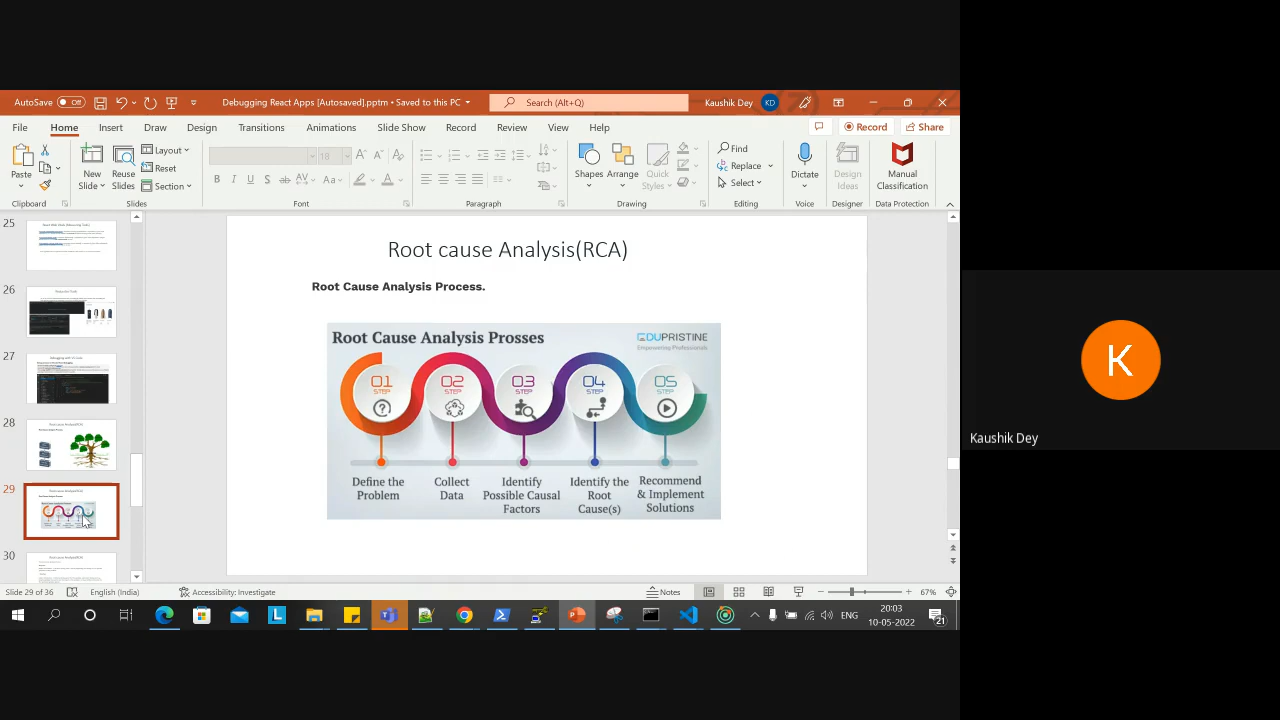 AutoSave Off
Debugging React Apps [Autosaved].pptm • Saved to this PC
Search (Alt+Q)
Kaushik Dey KD
File Home Insert Draw Design Transitions Animations Slide Show Record Review View Help
Record Share
Paste
New Slide
Reuse Slides
Layout
Reset
Section
18
Aa
Shapes
Arrange
Quick Styles
Find
Replace
Select
Dictate
Design Ideas
Manual Classification
Clipboard Slides Font Paragraph Drawing Editing Voice Designer Data Protection
25
26
27
28
29
30
Root cause Analysis(RCA)
Root Cause Analysis Process.
Root Cause Analysis Prosses
EDUPRISTINE
Empowering Professionals
01 STEP
02 STEP
03 STEP
04 STEP
05 STEP
Define the Problem
Collect Data
Identify Possible Causal Factors
Identify the Root Cause(s)
Recommend & Implement Solutions
Slide 29 of 36
English (India)
Accessibility: Investigate
Notes
67%
ENG
20:03
10-05-2022
21
K
Kaushik Dey